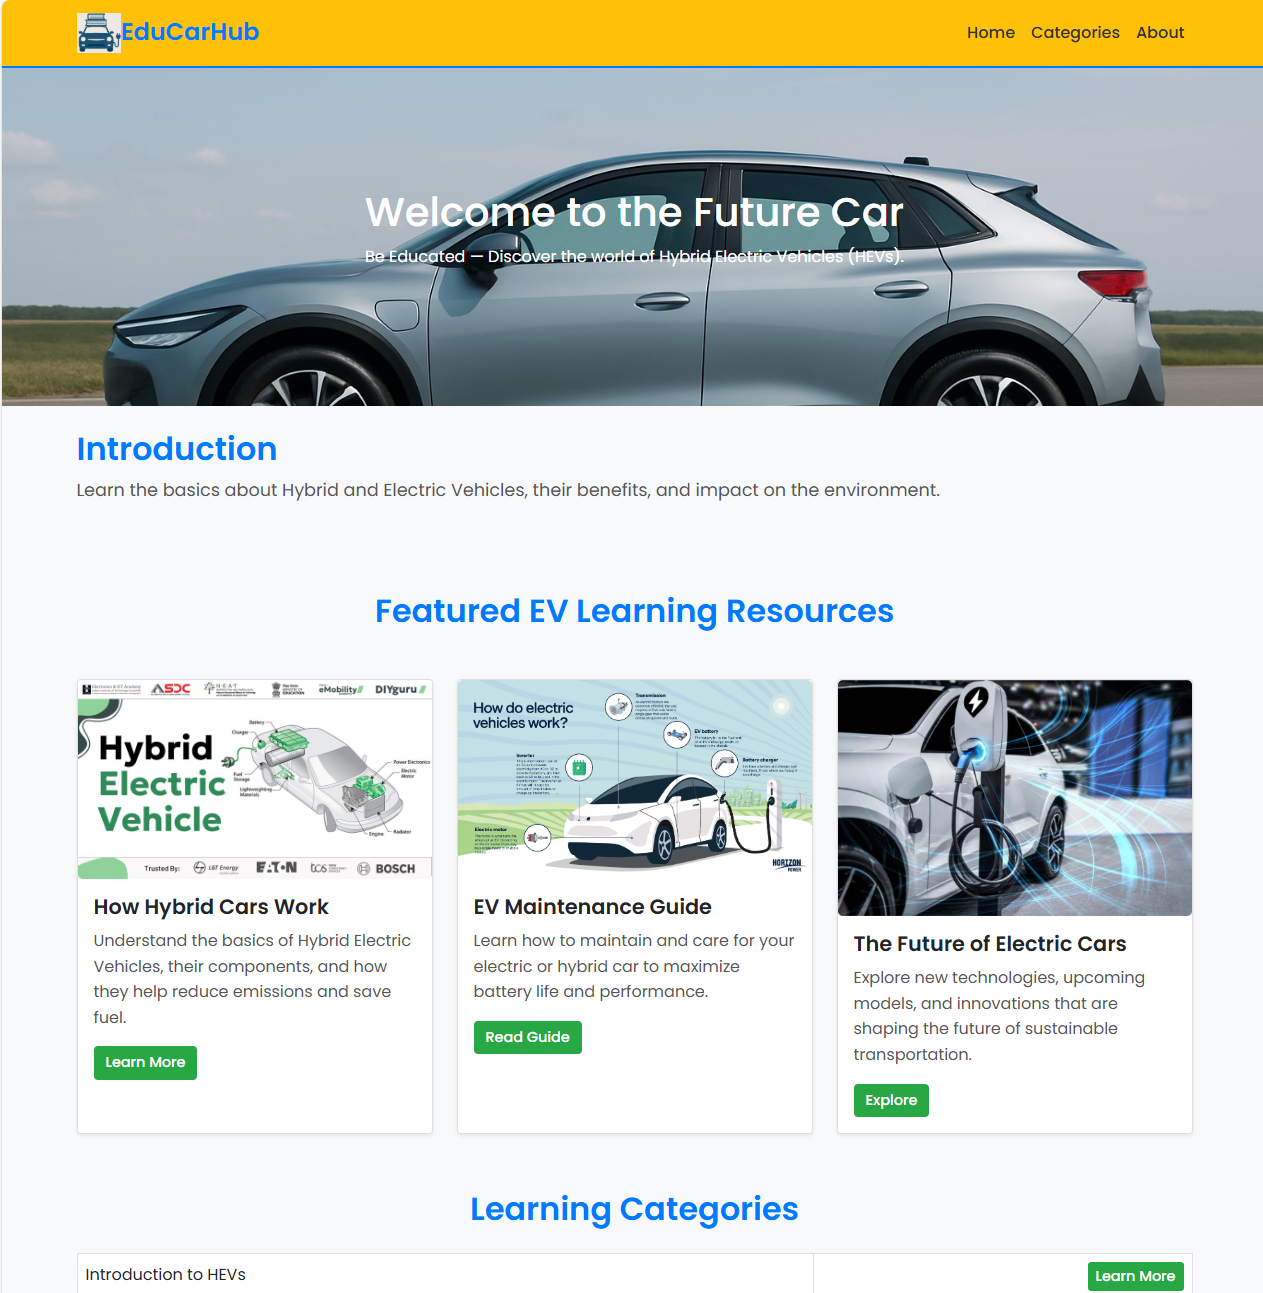 EduCarHub
Home Categories About
Welcome to the Future Car
Be Educated — Discover the world of Hybrid Electric Vehicles (HEVs).
Introduction
Learn the basics about Hybrid and Electric Vehicles, their benefits, and impact on the environment.
Featured EV Learning Resources
ASDC
eMobility
DIYguru
Hybrid
Electric
Vehicle
Battery
Charger
Fuel
Storage
Lightweighting
Materials
Power Electronics
Electric
Motor
Engine
Radiator
Trusted By:
L&T Energy
EATON
tcs
BOSCH
How Hybrid Cars Work
Understand the basics of Hybrid Electric
Vehicles, their components, and how
they help reduce emissions and save
fuel.
Learn More
How do electric
vehicles work?
Transmission
EV battery
Battery charger
Inverter
Electric motor
HORIZON
POWER
EV Maintenance Guide
Learn how to maintain and care for your
electric or hybrid car to maximize
battery life and performance.
Read Guide
The Future of Electric Cars
Explore new technologies, upcoming
models, and innovations that are
shaping the future of sustainable
transportation.
Explore
Learning Categories
Introduction to HEVs
Learn More